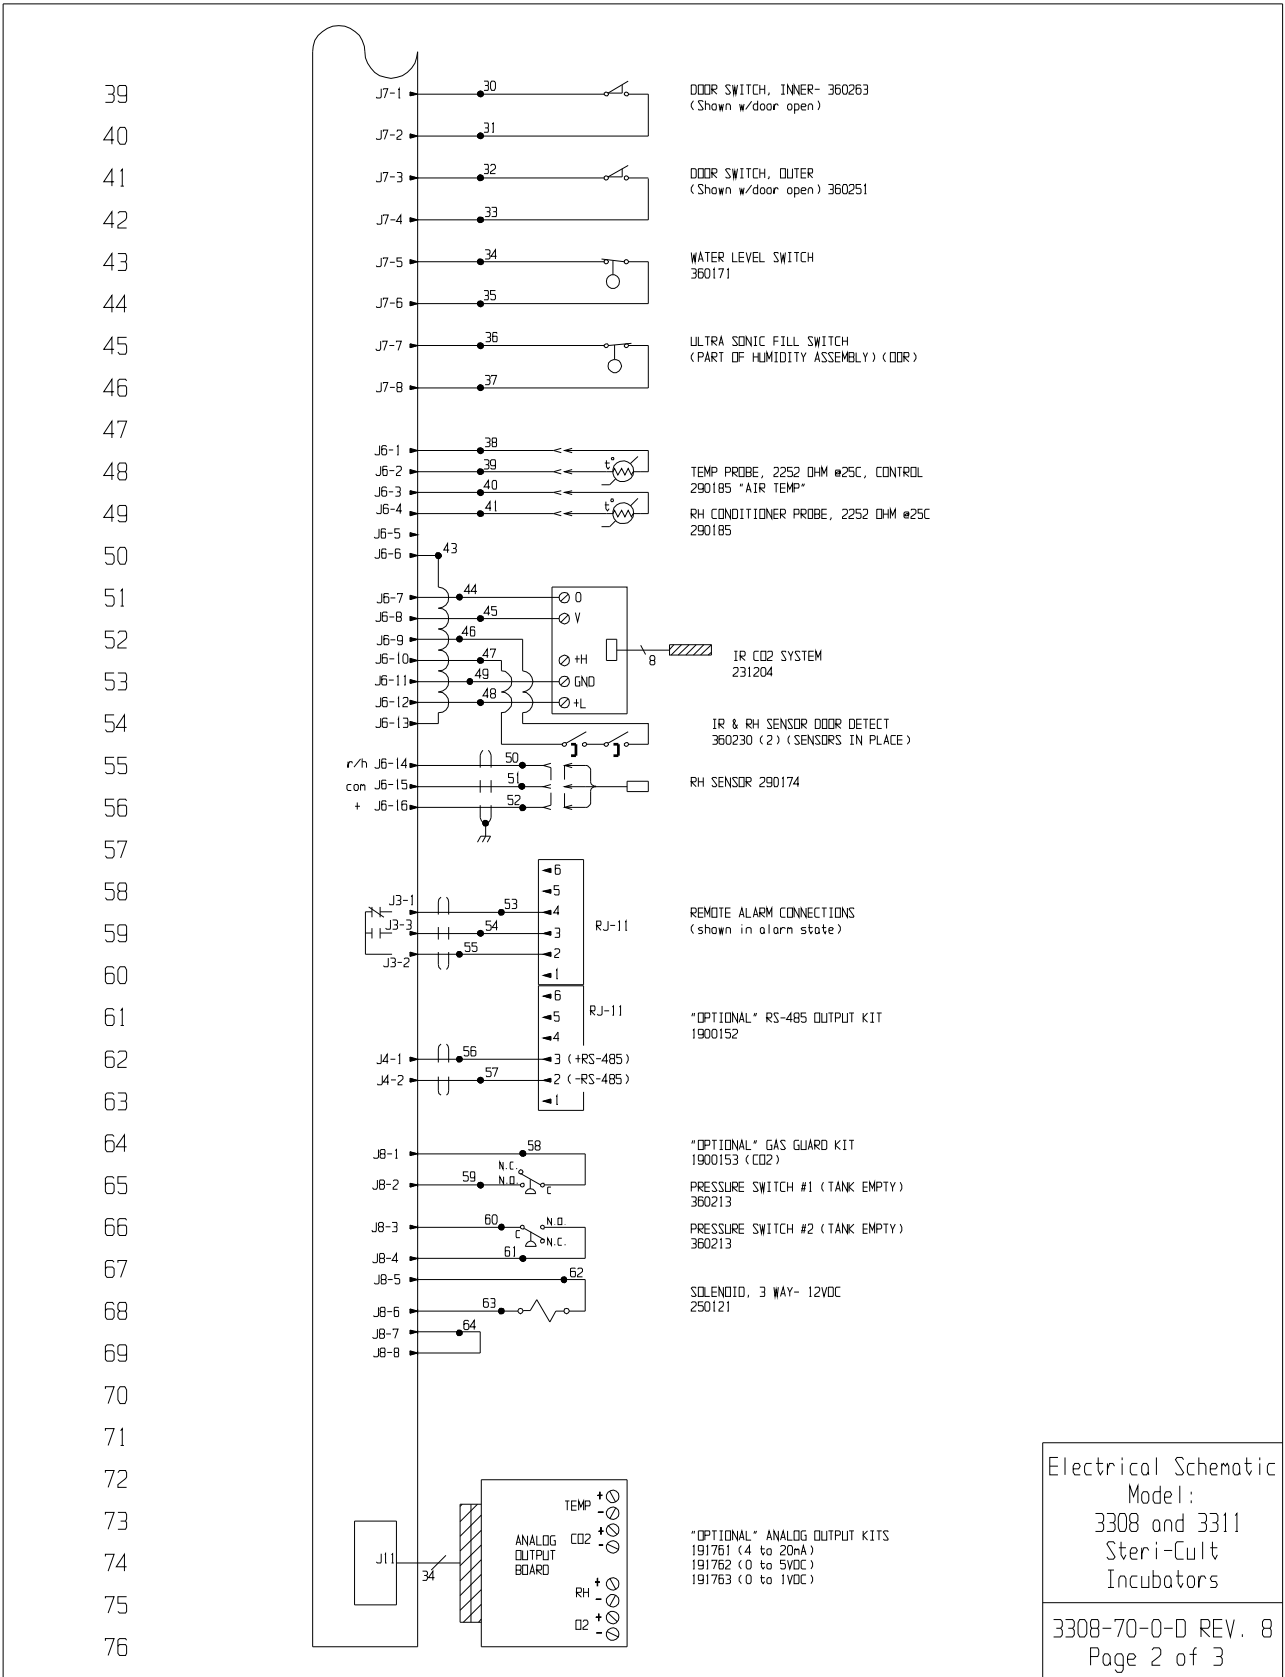 39
J7-1
30
DOOR SWITCH, INNER- 360263
(Shown w/door open)
40
J7-2
31
41
J7-3
32
DOOR SWITCH, OUTER
(Shown w/door open) 360251
42
J7-4
33
43
J7-5
34
WATER LEVEL SWITCH
360171
44
J7-6
35
45
J7-7
36
ULTRA SONIC FILL SWITCH
(PART OF HUMIDITY ASSEMBLY) (OOR)
46
J7-8
37
47
J6-1
38
48
J6-2
39
t°
TEMP PROBE, 2252 OHM @25C, CONTROL
290185 "AIR TEMP"
J6-3
40
49
J6-4
41
t°
RH CONDITIONER PROBE, 2252 OHM @25C
290185
J6-5
50
J6-6
43
51
J6-7
44
O
J6-8
45
V
52
J6-9
46
J6-10
47
+H
8
IR CO2 SYSTEM
231204
53
J6-11
49
GND
J6-12
48
+L
54
J6-13
IR & RH SENSOR DOOR DETECT
360230 (2) (SENSORS IN PLACE)
55
r/h J6-14
50
com J6-15
51
RH SENSOR 290174
56
+ J6-16
52
57
58
6
5
J3-1
53
4
REMOTE ALARM CONNECTIONS
(shown in alarm state)
59
J3-3
54
3
RJ-11
J3-2
55
2
60
1
6
61
5
RJ-11
"OPTIONAL" RS-485 OUTPUT KIT
1900152
4
62
J4-1
56
3 (+RS-485)
J4-2
57
2 (-RS-485)
63
1
64
J8-1
58
"OPTIONAL" GAS GUARD KIT
1900153 (CO2)
65
J8-2
59
N.C.
N.O.
C
PRESSURE SWITCH #1 (TANK EMPTY)
360213
66
J8-3
60
C
N.O.
N.C.
PRESSURE SWITCH #2 (TANK EMPTY)
360213
J8-4
61
67
J8-5
62
SOLENOID, 3 WAY- 12VDC
250121
68
J8-6
63
J8-7
64
69
J8-8
70
71
72
73
74
75
76
J11
34
ANALOG
OUTPUT
BOARD
TEMP + -
CO2 + -
RH + -
O2 + -
"OPTIONAL" ANALOG OUTPUT KITS
191761 (4 to 20mA)
191762 (0 to 5VDC)
191763 (0 to 1VDC)
Electrical Schematic
Model:
3308 and 3311
Steri-Cult
Incubators
3308-70-0-D REV. 8
Page 2 of 3